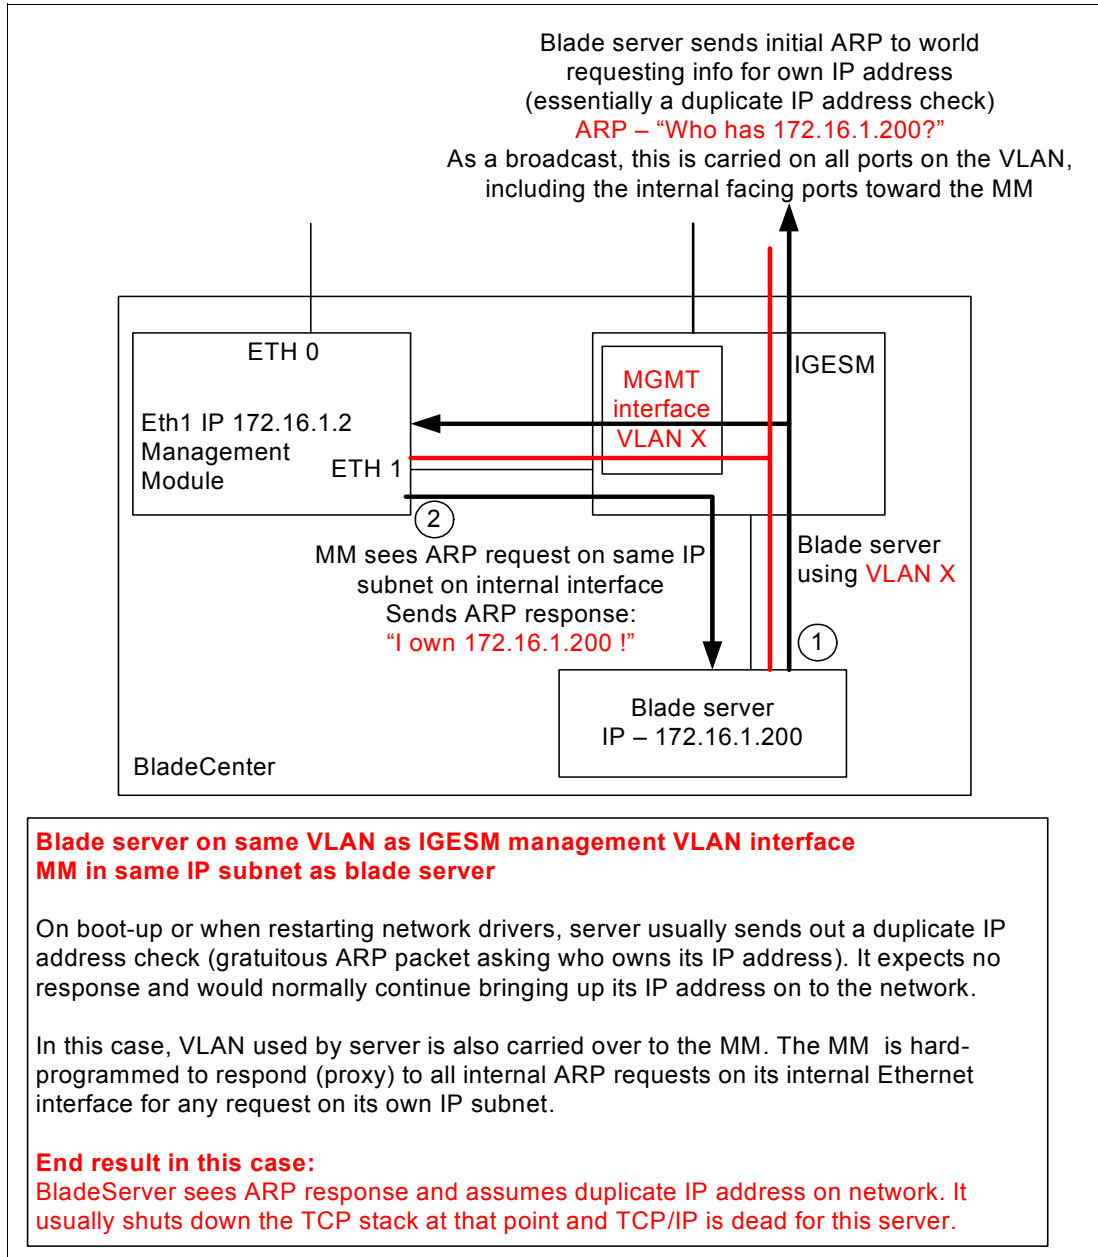 Blade server sends initial ARP to world
requesting info for own IP address
(essentially a duplicate IP address check)
ARP – “Who has 172.16.1.200?”
As a broadcast, this is carried on all ports on the VLAN,
including the internal facing ports toward the MM
ETH 0
Eth1 IP 172.16.1.2
Management
Module
ETH 1
MGMT
interface
VLAN X
IGESM
2
MM sees ARP request on same IP
subnet on internal interface
Sends ARP response:
“I own 172.16.1.200 !”
Blade server
using VLAN X
1
Blade server
IP – 172.16.1.200
BladeCenter
Blade server on same VLAN as IGESM management VLAN interface
MM in same IP subnet as blade server
On boot-up or when restarting network drivers, server usually sends out a duplicate IP
address check (gratuitous ARP packet asking who owns its IP address). It expects no
response and would normally continue bringing up its IP address on to the network.
In this case, VLAN used by server is also carried over to the MM. The MM  is hard-
programmed to respond (proxy) to all internal ARP requests on its internal Ethernet
interface for any request on its own IP subnet.
End result in this case:
BladeServer sees ARP response and assumes duplicate IP address on network. It
usually shuts down the TCP stack at that point and TCP/IP is dead for this server.